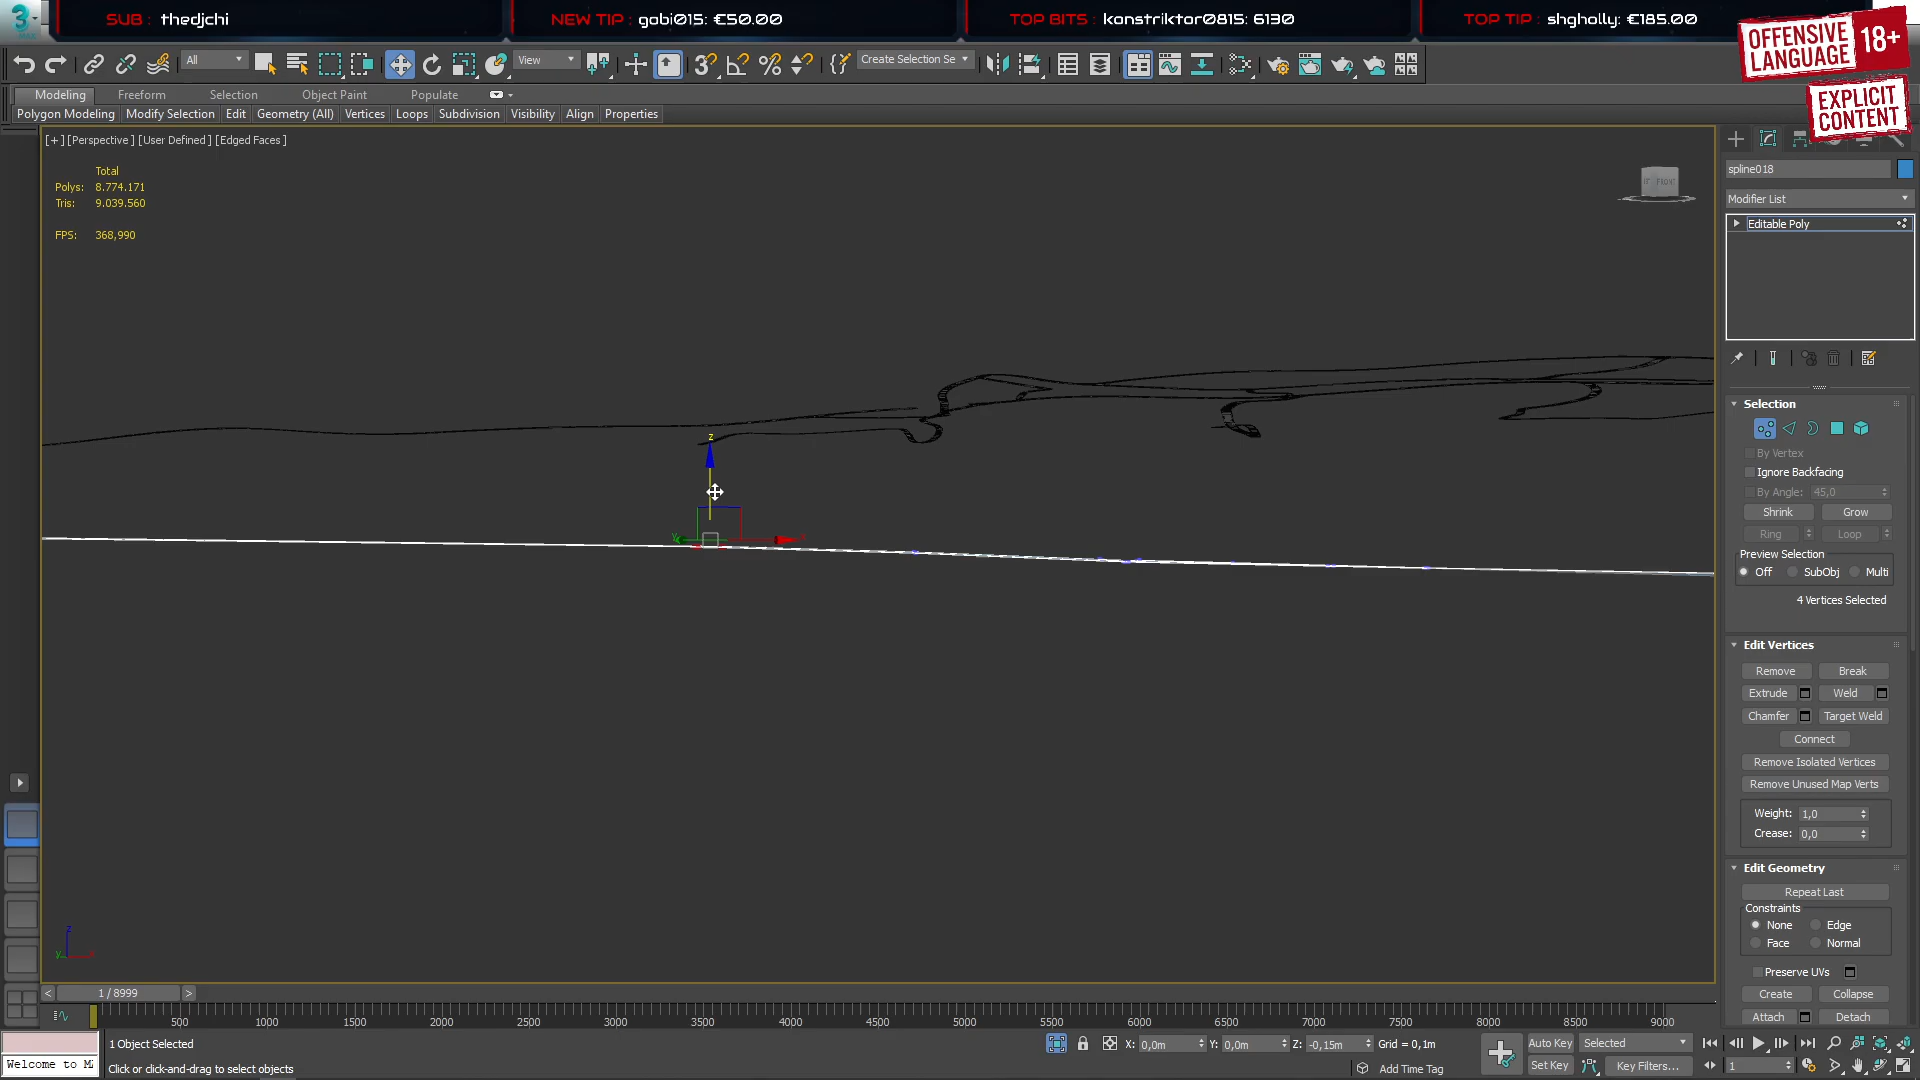 SUB : thedjchi
NEW TIP : gabi015: €50.00
TOP BITS : konstriktor0815: 6130
TOP TIP : shgholly: €185.00
OFFENSIVE LANGUAGE 18+
EXPLICIT CONTENT
All
View
Create Selection Se
Modeling Freeform Selection Object Paint Populate
Polygon Modeling Modify Selection Edit Geometry (All) Vertices Loops Subdivision Visibility Align Properties
[+] [Perspective ] [User Defined ] [Edged Faces ]
Total
Polys: 8.774.171
Tris: 9.039.560
FPS: 368,990
FRONT
z
spline018
Modifier List
Editable Poly
Selection
By Vertex
Ignore Backfacing
By Angle: 45,0
Shrink Grow
Ring Loop
Preview Selection
Off SubObj Multi
4 Vertices Selected
Edit Vertices
Remove Break
Extrude Weld
Chamfer Target Weld
Connect
Remove Isolated Vertices
Remove Unused Map Verts
Weight: 1,0
Crease: 0,0
Edit Geometry
Repeat Last
Constraints
None Edge
Face Normal
Preserve UVs
Create Collapse
Attach Detach
< 1 / 8999 >
500 1000 1500 2000 2500 3000 3500 4000 4500 5000 5500 6000 6500 7000 7500 8000 8500 9000
1 Object Selected
X: 0,0m Y: 0,0m Z: -0,15m Grid = 0,1m
Auto Key Selected
Welcome to M
Click or click-and-drag to select objects
Add Time Tag
Set Key Key Filters...
1